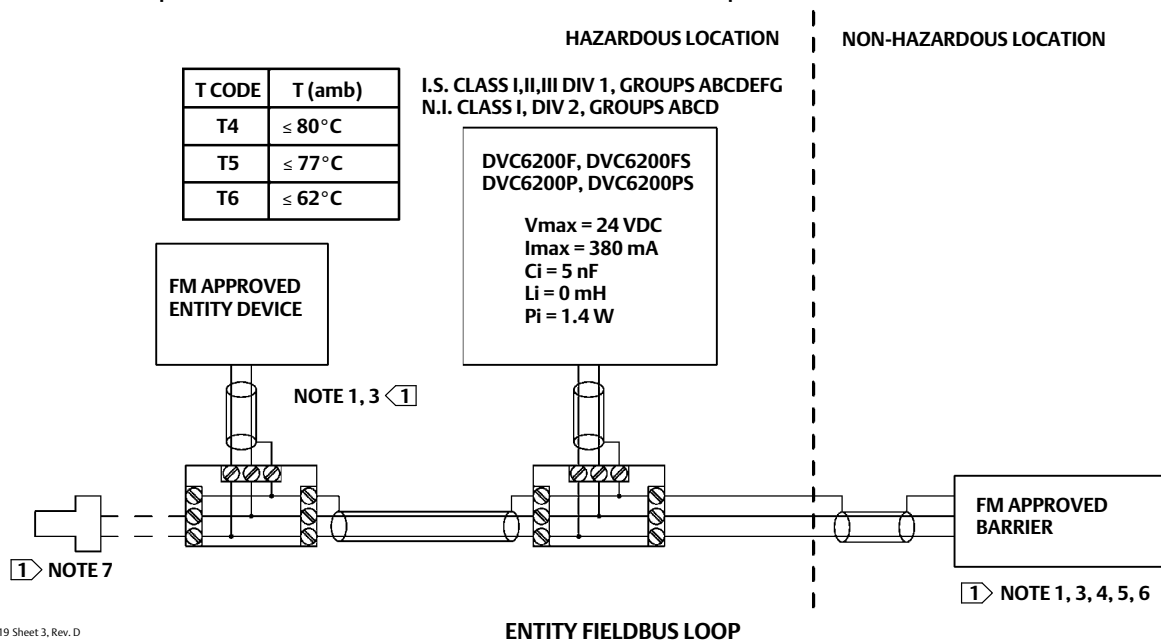 HAZARDOUS LOCATION
NON-HAZARDOUS LOCATION
T CODE T (amb)
T4 ≤ 80°C
T5 ≤ 77°C
T6 ≤ 62°C
I.S. CLASS I,II,III DIV 1, GROUPS ABCDEFG
N.I. CLASS I, DIV 2, GROUPS ABCD
DVC6200F, DVC6200FS
DVC6200P, DVC6200PS
Vmax = 24 VDC
Imax = 380 mA
Ci = 5 nF
Li = 0 mH
Pi = 1.4 W
FM APPROVED
ENTITY DEVICE
NOTE 1, 3 1
FM APPROVED
BARRIER
1 NOTE 7
1 NOTE 1, 3, 4, 5, 6
19 Sheet 3, Rev. D
ENTITY FIELDBUS LOOP